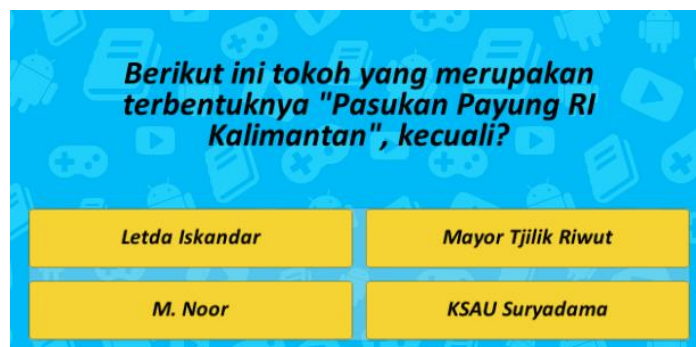 Berikut ini tokoh yang merupakan
terbentuknya "Pasukan Payung RI
Kalimantan", kecuali?
Letda Iskandar
Mayor Tjilik Riwut
M. Noor
KSAU Suryadama